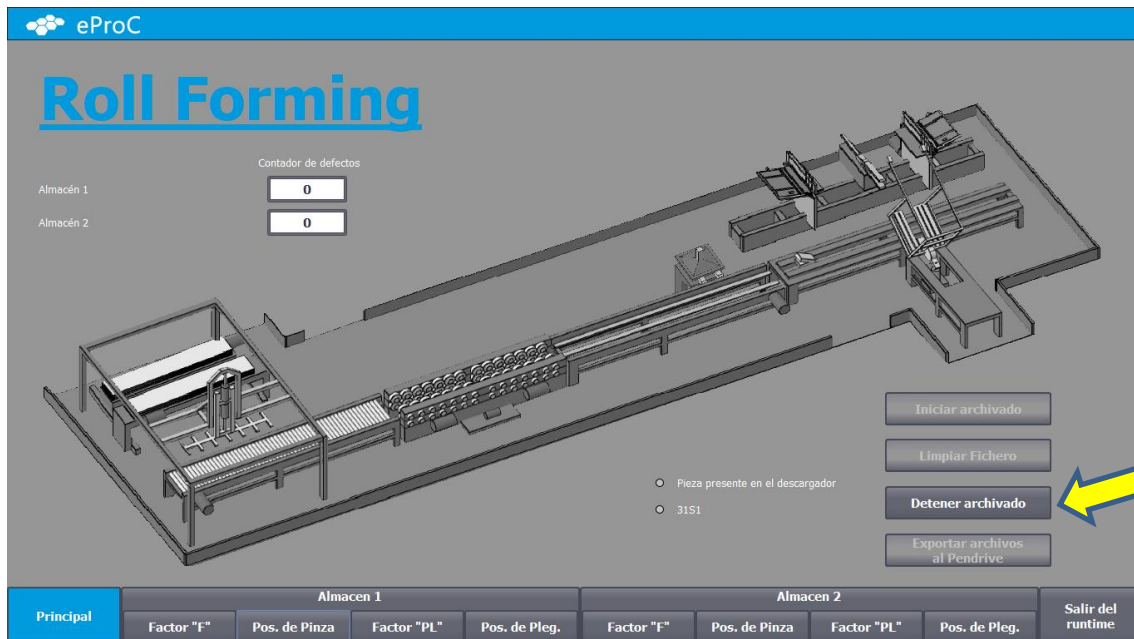 eProC
Roll Forming
Contador de defectos
Almacén 1
0
Almacén 2
0
Iniciar archivado
Limpiar Fichero
Pieza presente en el descargador
Detener archivado
31S1
Exportar archivos
al Pendrive
Principal
Almacen 1
Factor "F"
Pos. de Pinza
Factor "PL"
Pos. de Pleg.
Almacen 2
Factor "F"
Pos. de Pinza
Factor "PL"
Pos. de Pleg.
Salir del
runtime